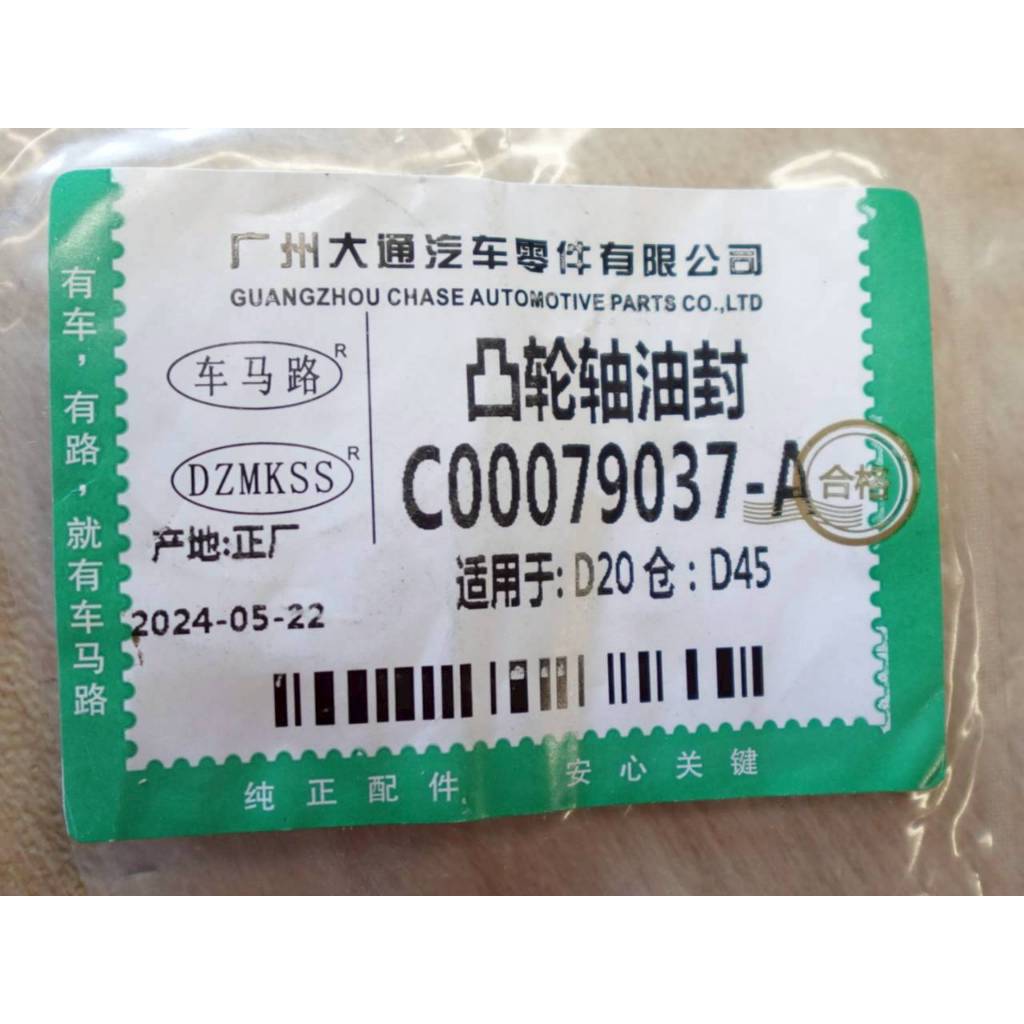 广州大通汽车零件有限公司
GUANGZHOU CHASE AUTOMOTIVE PARTS CO.,LTD
车马路R
DZMKSS R
产地:正厂
2024-05-22
凸轮轴油封
C00079037-A
合格
适用于: D20 仓：D45
有车，有路，就有车马路
纯正配件 安心关键